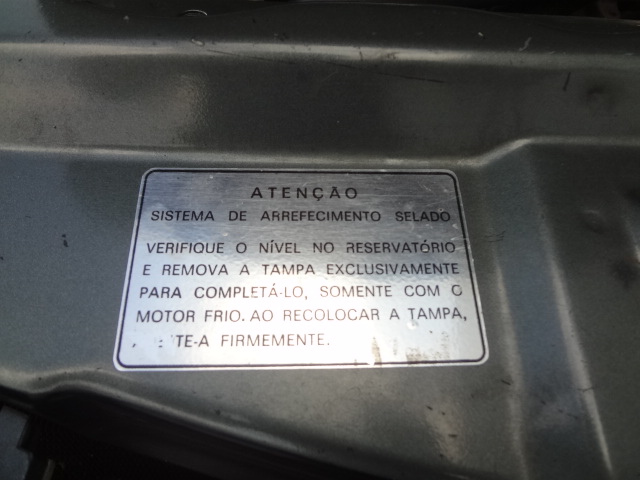 ATENÇÃO
SISTEMA DE ARREFECIMENTO SELADO
VERIFIQUE O NÍVEL NO RESERVATÓRIO
E REMOVA A TAMPA EXCLUSIVAMENTE
PARA COMPLETÁ-LO, SOMENTE COM O
MOTOR FRIO. AO RECOLOCAR A TAMPA,
FIRMEMENTE.